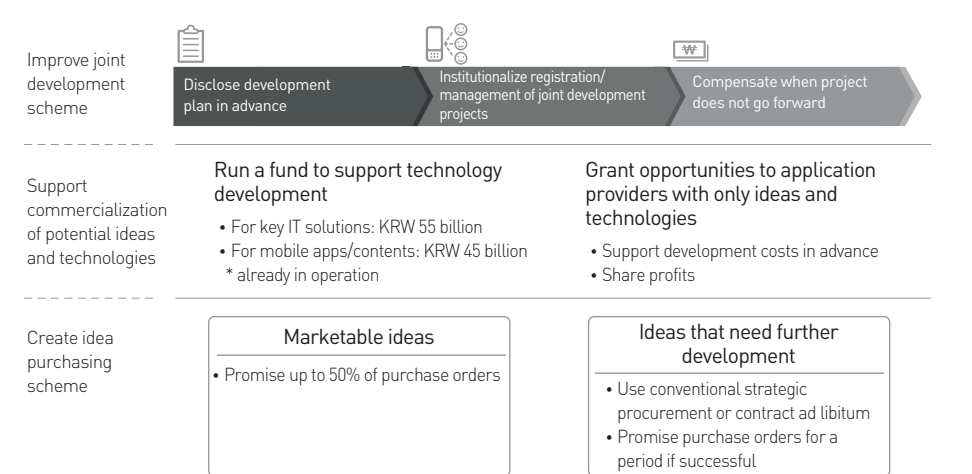 Improve joint
development
scheme
₩
Disclose development
plan in advance
Institutionalize registration/
management of joint development
projects
Compensate when project
does not go forward
Support
commercialization
of potential ideas
and technologies
Run a fund to support technology
development
• For key IT solutions: KRW 55 billion
• For mobile apps/contents: KRW 45 billion
* already in operation
Grant opportunities to application
providers with only ideas and
technologies
• Support development costs in advance
• Share profits
Create idea
purchasing
scheme
Marketable ideas
• Promise up to 50% of purchase orders
Ideas that need further
development
• Use conventional strategic
procurement or contract ad libitum
• Promise purchase orders for a
period if successful